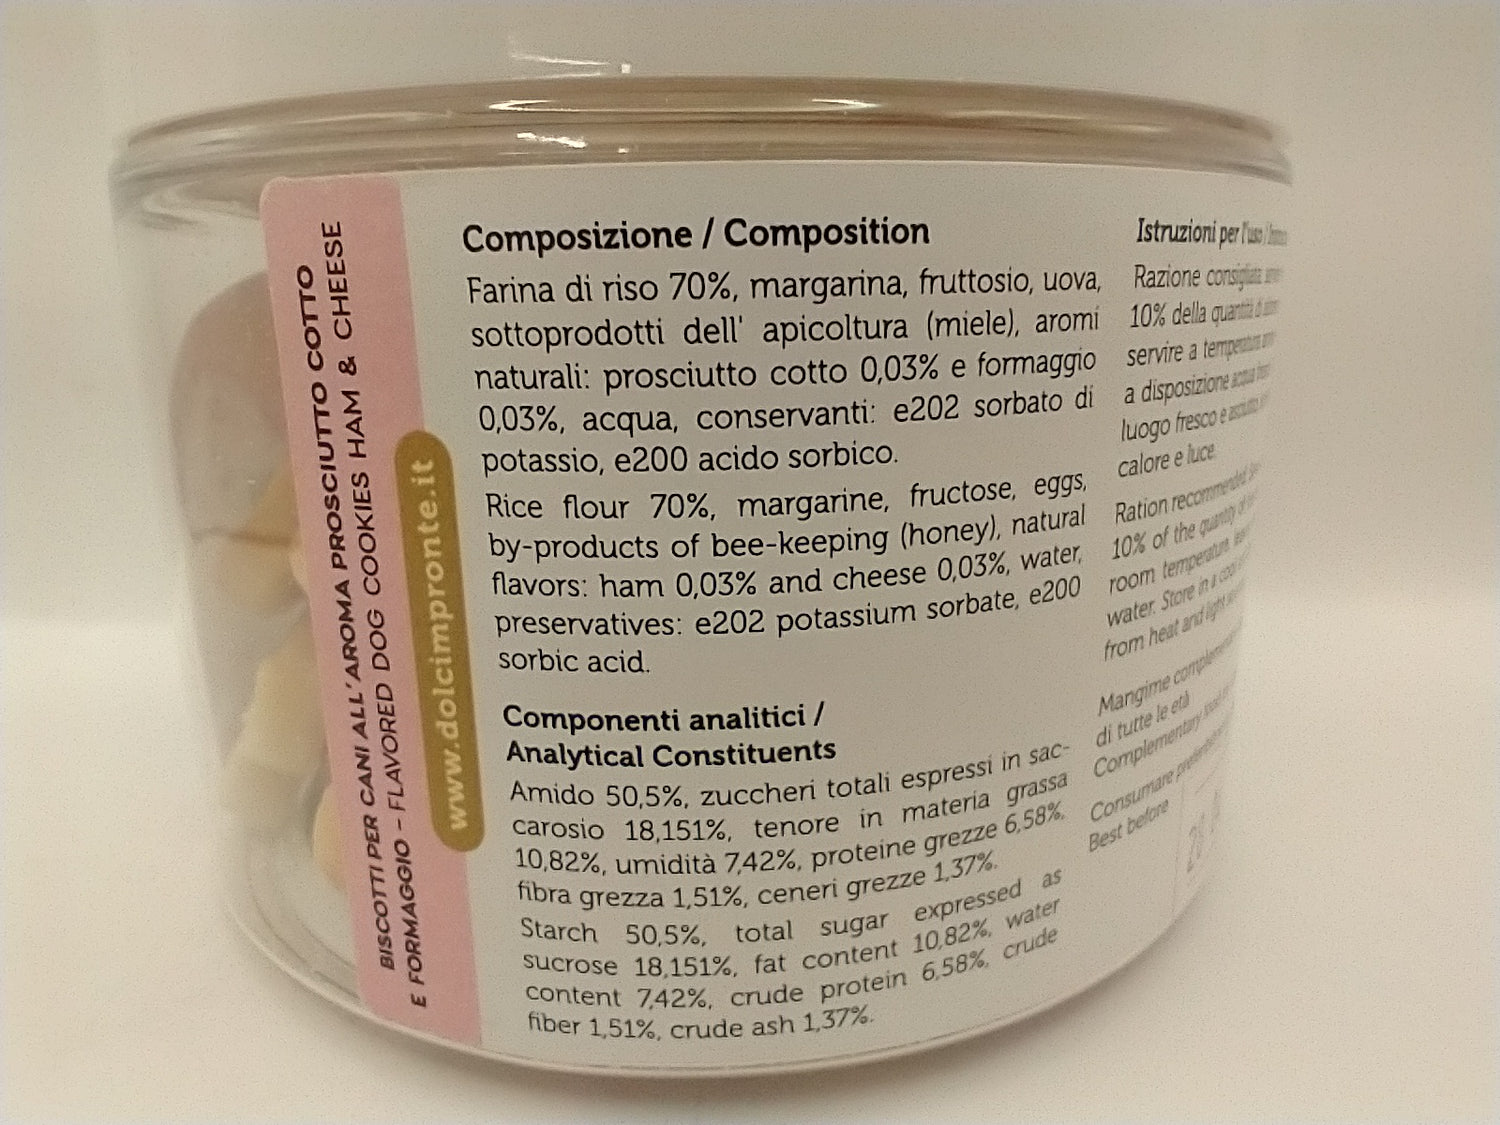 BISCOTTI PER CANI ALL'AROMA PROSCIUTTO COTTO
E FORMAGGIO - FLAVORED DOG COOKIES HAM & CHEESE
www.dolcimpronte.it
Composizione / Composition
Farina di riso 70%, margarina, fruttosio, uova,
sottoprodotti dell' apicoltura (miele), aromi
naturali: prosciutto cotto 0,03% e formaggio
0,03%, acqua, conservanti: e202 sorbato di
potassio, e200 acido sorbico.
Rice flour 70%, margarine, fructose, eggs,
by-products of bee-keeping (honey), natural
flavors: ham 0,03% and cheese 0,03%, water,
preservatives: e202 potassium sorbate, e200
sorbic acid.
Componenti analitici /
Analytical Constituents
Amido 50,5%, zuccheri totali espressi in sac-
carosio 18,151%, tenore in materia grassa
10,82%, umidità 7,42%, proteine grezze 6,58%,
fibra grezza 1,51%, ceneri grezze 1,37%.
Starch 50,5%, total sugar expressed as
sucrose 18,151%, fat content 10,82%, water
content 7,42%, crude protein 6,58%, crude
fiber 1,51%, crude ash 1,37%.
Istruzioni per l'uso /
Razione consigliata
10% della quantità di
servire a temperatura
a disposizione acqua
luogo fresco e asciutto
calore e luce.
Ration recommended
10% of the quantity of
room temperature,
water. Store in a cool
from heat and light
Mangime complementare
di tutte le età
Complementary
Consumare preferibilmente
Best before